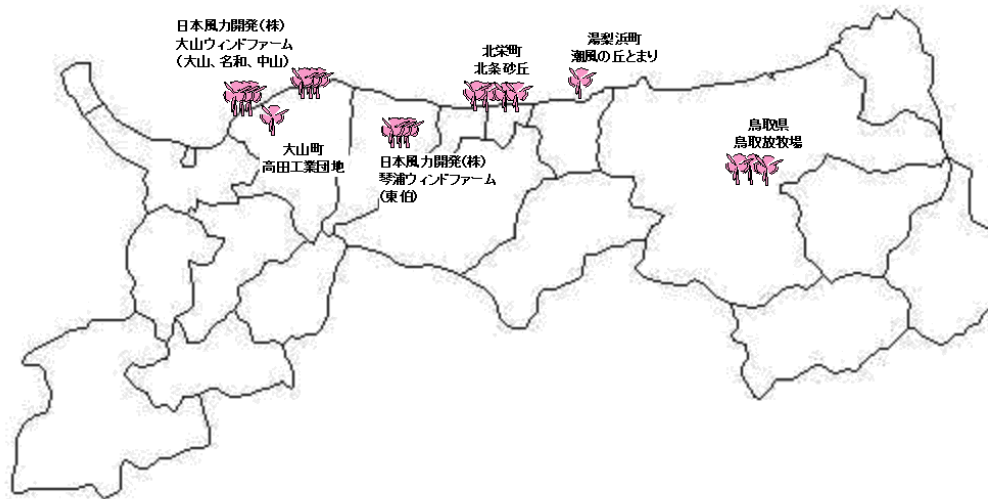 日本風力開発(株)
大山ウィンドファーム
(大山、名和、中山)
大山町
高田工業団地
日本風力開発(株)
琴浦ウィンドファーム
(東伯)
北栄町
北条砂丘
湯梨浜町
潮風の丘とまり
鳥取県
鳥取放牧場